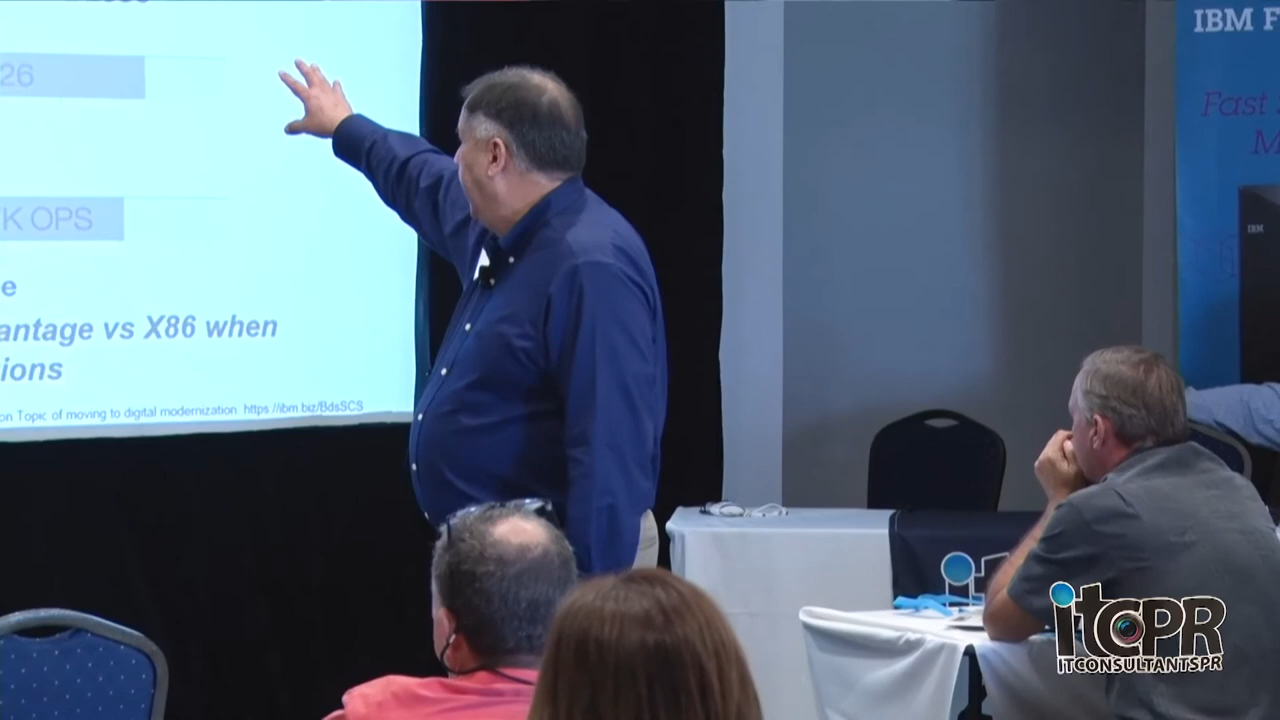 26
K OPS
e
antage vs X86 when
ions
on Topic of moving to digital modernization https://ibm.biz/BdsSCS
IBM F
Fast
M
IBM
itCPR
ITCONSULTANTSPR